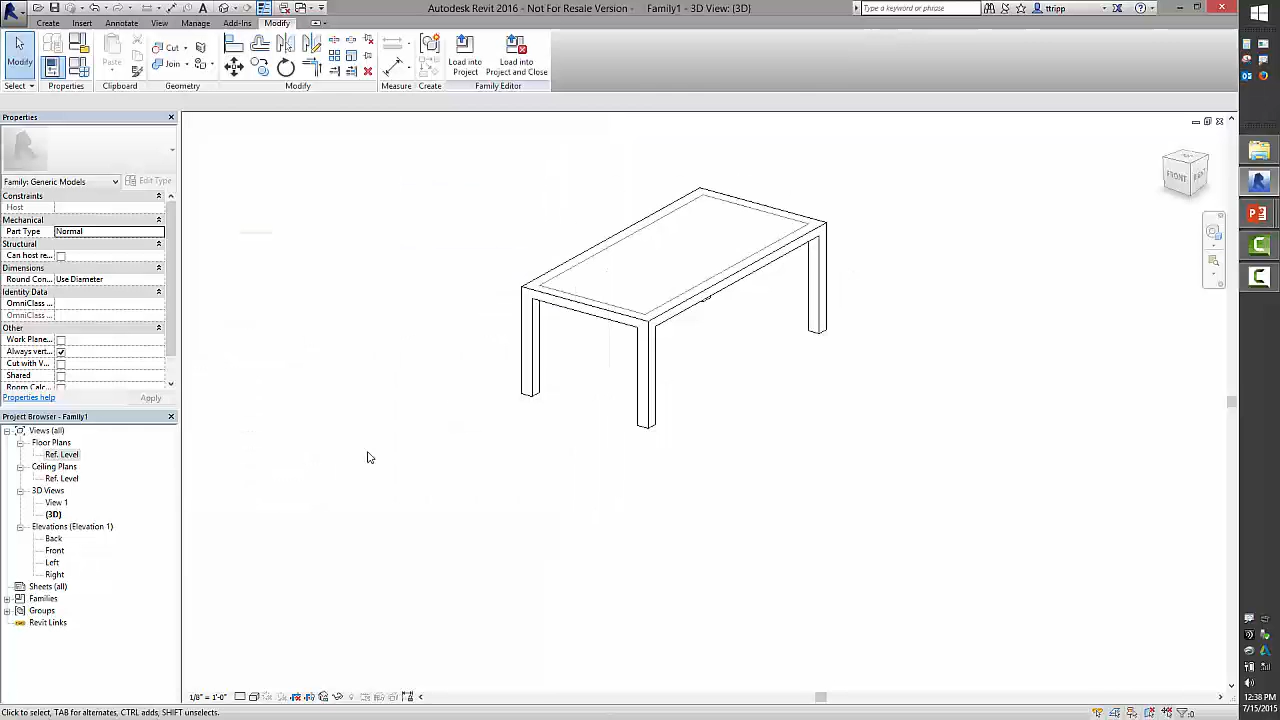 Autodesk Revit 2016 - Not For Resale Version -    Family1 - 3D View: {3D}
Type a keyword or phrase
ttripp
Create Insert Annotate View Manage Add-Ins Modify
Modify
Paste
Cut
Join
Load into Project
Load into Project and Close
Select Properties Clipboard Geometry Modify Measure Create Family Editor
Properties
Family: Generic Models
Edit Type
Constraints
Host
Mechanical
Part Type Normal
Structural
Can host re...
Dimensions
Round Con... Use Diameter
Identity Data
OmniClass ...
OmniClass ...
Other
Work Plane...
Always vert...
Cut with V...
Shared
Room Calc...
Properties help
Apply
Project Browser - Family1
Views (all)
Floor Plans
Ref. Level
Ceiling Plans
Ref. Level
3D Views
View 1
{3D}
Elevations (Elevation 1)
Back
Front
Left
Right
Sheets (all)
Families
Groups
Revit Links
FRONT
1/8" = 1'-0"
Click to select, TAB for alternates, CTRL adds, SHIFT unselects.
:0
12:38 PM
7/15/2015